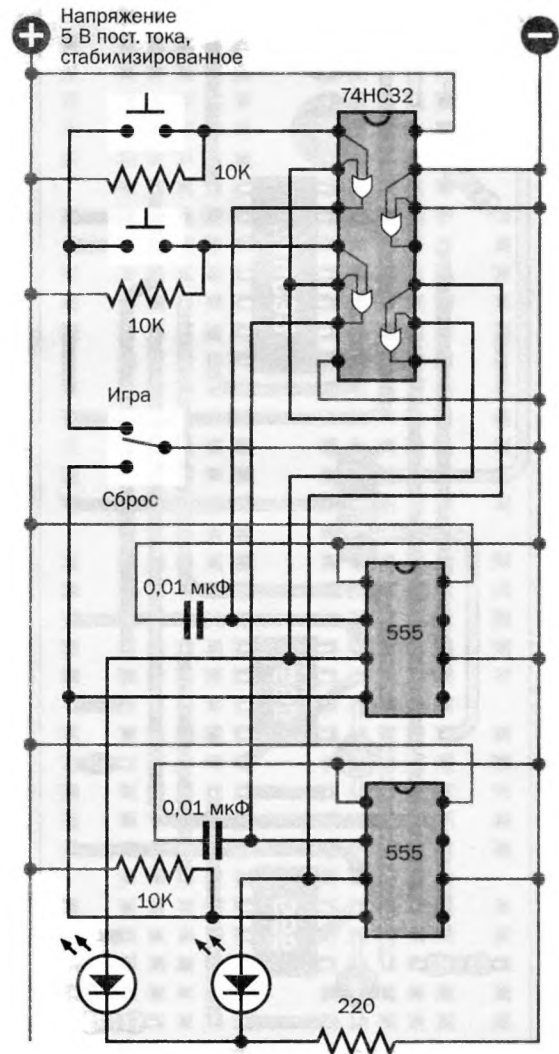 Напряжение
5 В пост. тока,
стабилизированное
74HC32
10K
10K
Игра
Сброс
0,01 мкФ
555
0,01 мкФ
555
10K
220